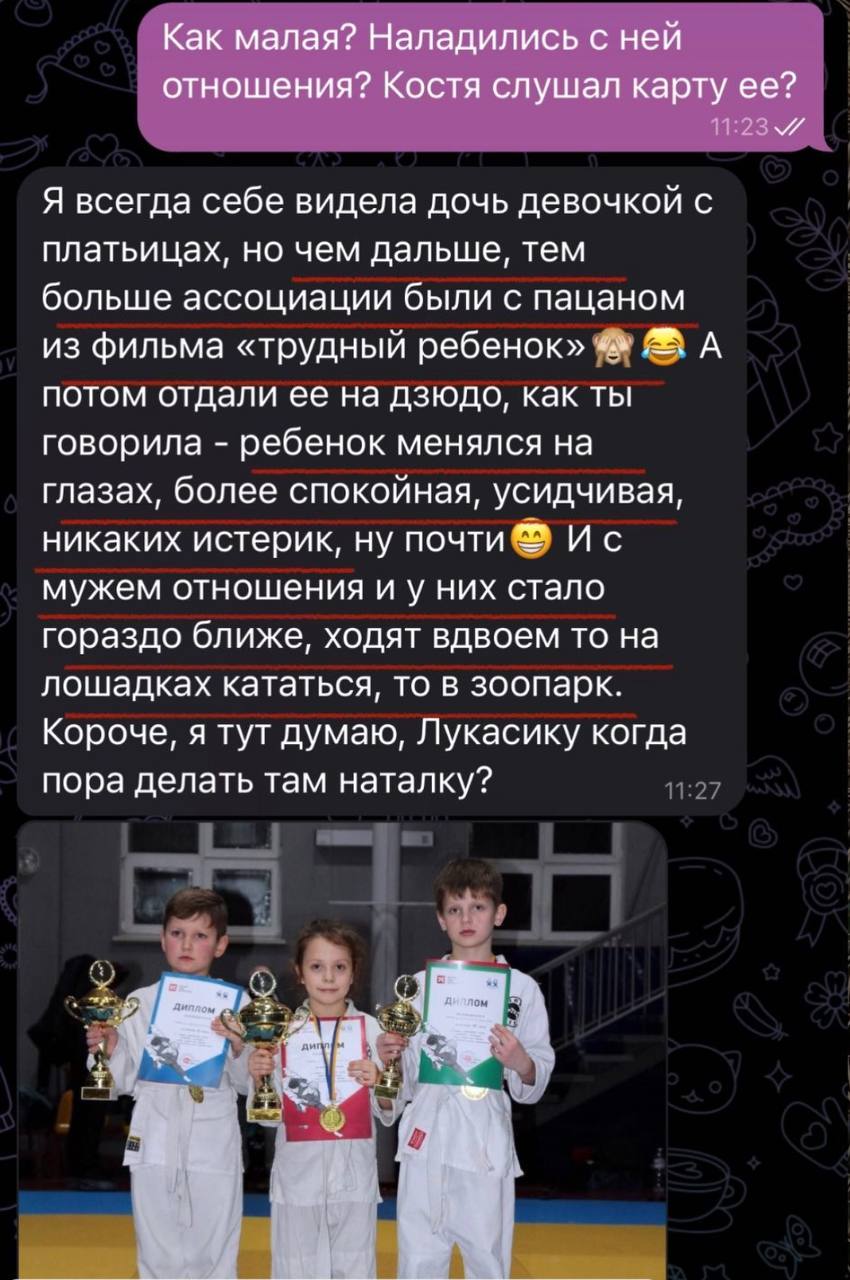 Как малая? Наладились с ней
отношения? Костя слушал карту ее?
11:23
Я всегда себе видела дочь девочкой с
платьицах, но чем дальше, тем
больше ассоциации были с пацаном
из фильма «трудный ребенок»🙈😂 А
потом отдали ее на дзюдо, как ты
говорила - ребенок менялся на
глазах, более спокойная, усидчивая,
никаких истерик, ну почти😁 И с
мужем отношения и у них стало
гораздо ближе, ходят вдвоем то на
лошадках кататься, то в зоопарк.
Короче, я тут думаю, Лукасику когда
пора делать там наталку?
11:27
ДИПЛОМ
ДИПЛОМ
ДИПЛОМ